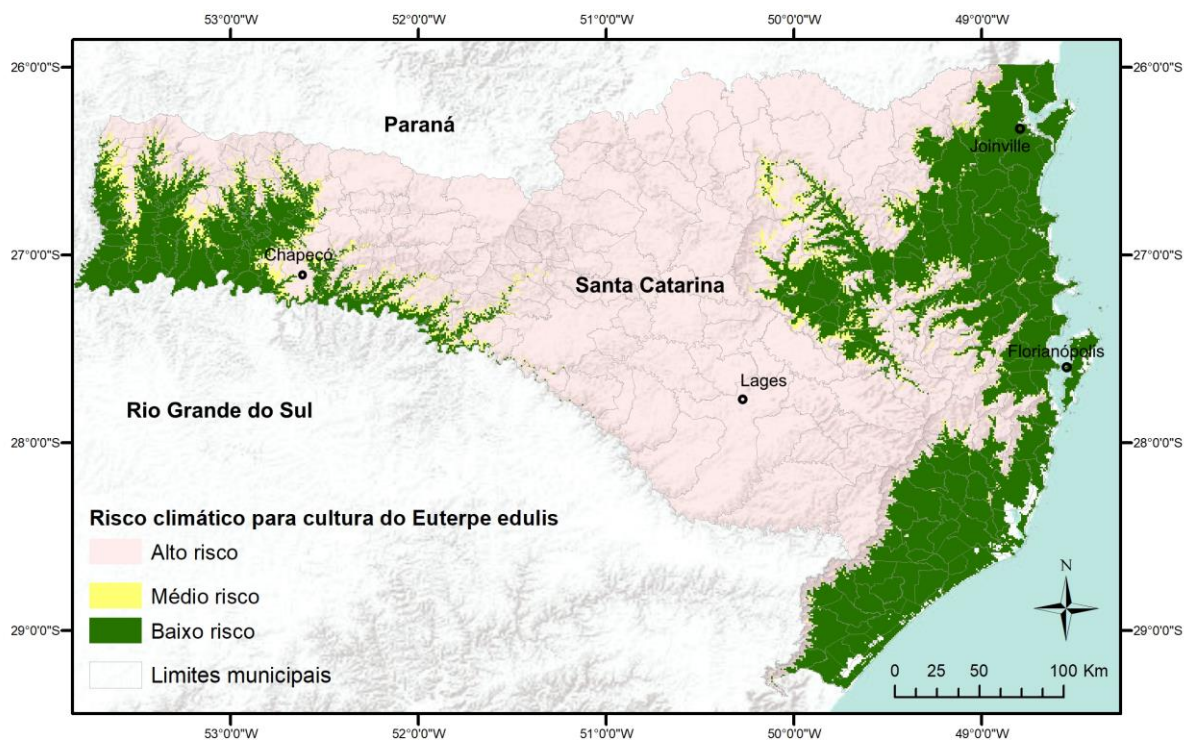 53°0'0"W 52°0'0"W 51°0'0"W 50°0'0"W 49°0'0"W
26°0'0"S 26°0'0"S
Paraná
Joinville
27°0'0"S 27°0'0"S
Chapecó
Santa Catarina
Florianópolis
Lages
Rio Grande do Sul
28°0'0"S 28°0'0"S
Risco climático para cultura do Euterpe edulis
Alto risco
Médio risco
Baixo risco
Limites municipais
N
29°0'0"S 29°0'0"S
0 25 50 100 Km
53°0'0"W 52°0'0"W 51°0'0"W 50°0'0"W 49°0'0"W